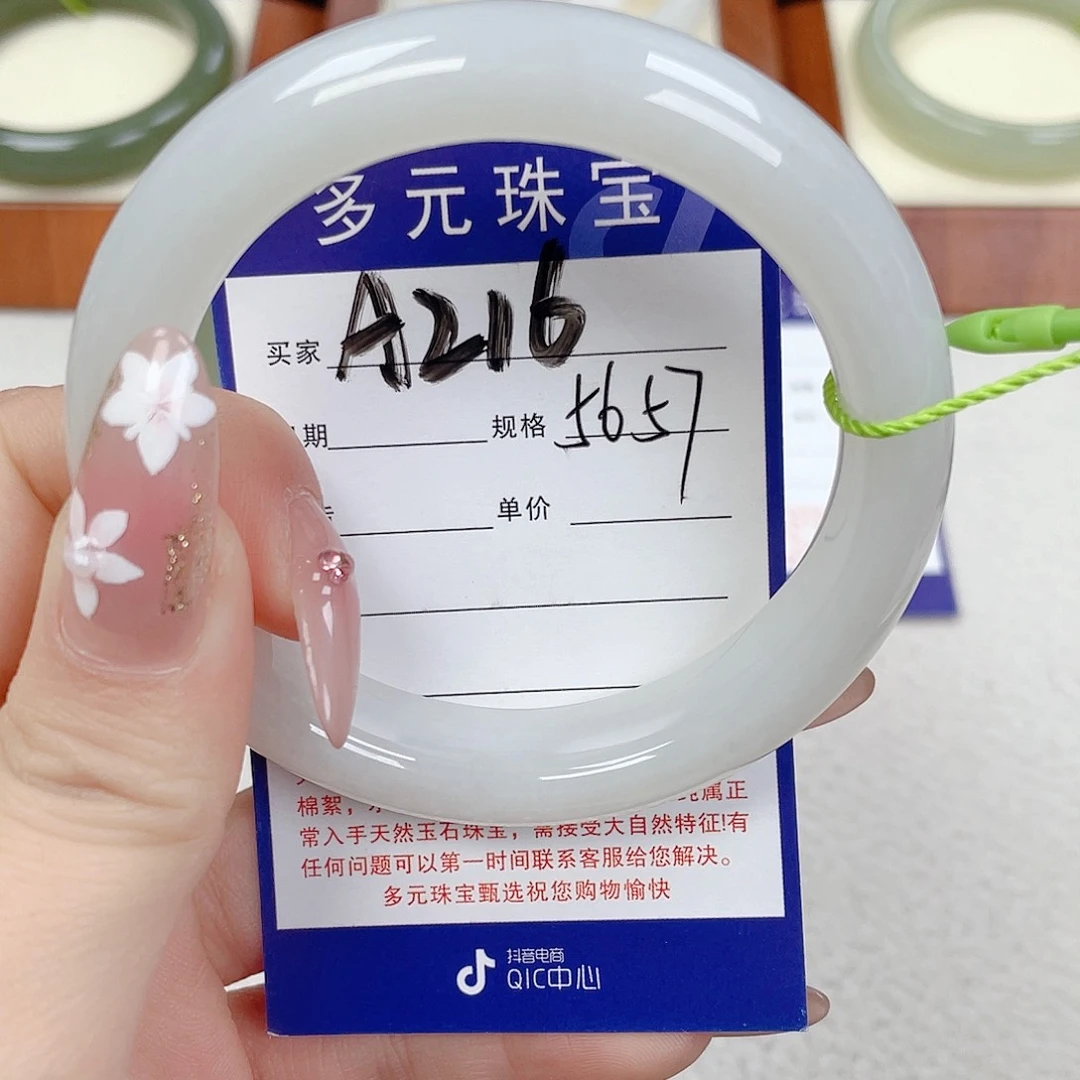 多元珠宝
买家 A216
期 规格 5657
单价
棉絮，
属正
常入手天然玉石珠宝，需接受大自然特征!有
任何问题可以第一时间联系客服给您解决。
多元珠宝甄选祝您购物愉快
抖音电商
QIC中心